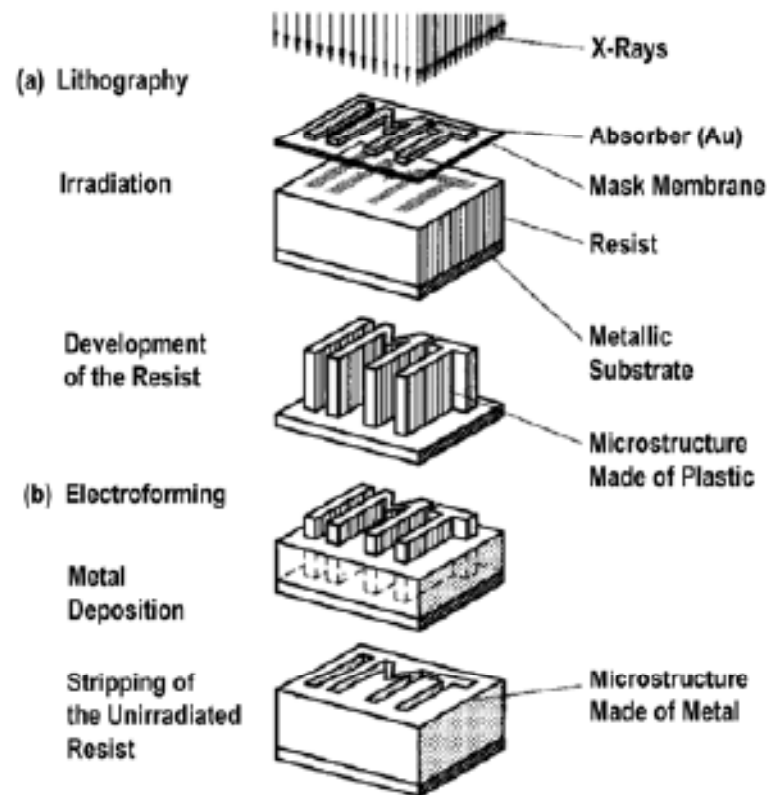 X-Rays
(a) Lithography
Absorber (Au)
Irradiation
Mask Membrane
Resist
Development
of the Resist
Metallic
Substrate
Microstructure
Made of Plastic
(b) Electroforming
Metal
Deposition
Stripping of
the Unirradiated
Resist
Microstructure
Made of Metal